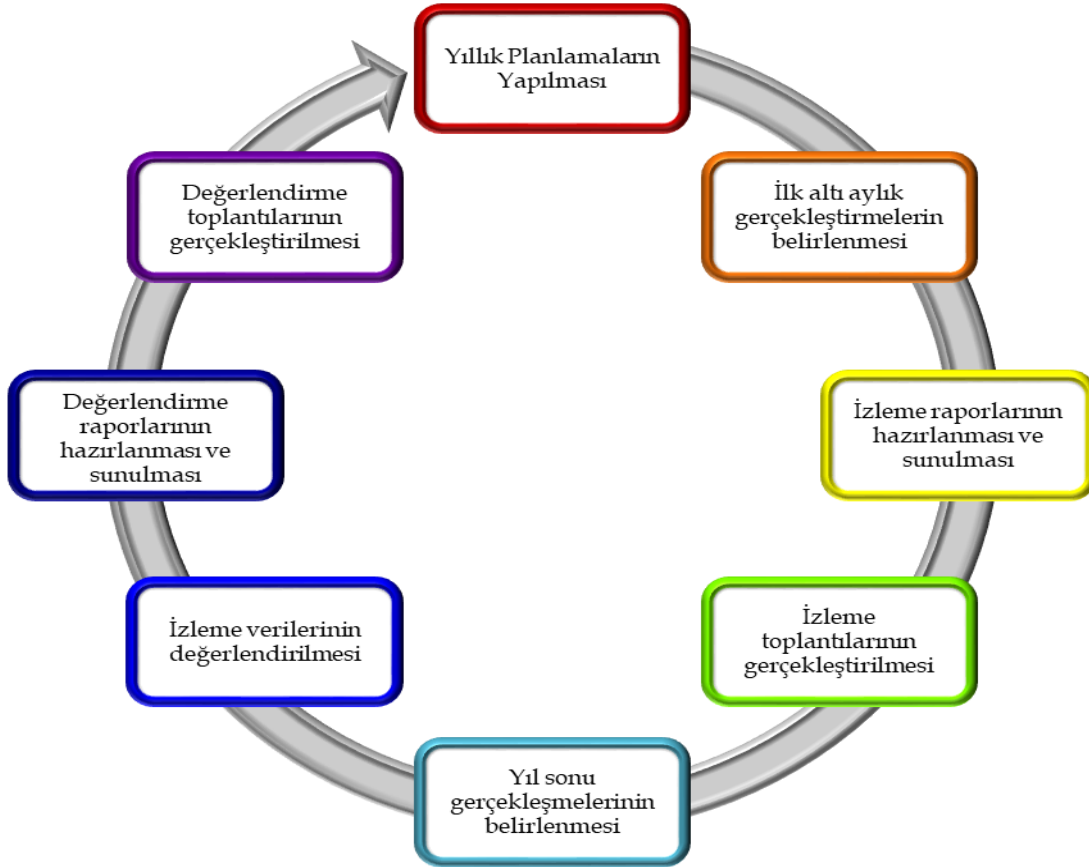 Yıllık Planlamaların
Yapılması
İlk altı aylık
gerçekleştirmelerin
belirlenmesi
İzleme raporlarının
hazırlanması ve
sunulması
İzleme
toplantılarının
gerçekleştirilmesi
Yıl sonu
gerçekleşmelerinin
belirlenmesi
İzleme verilerinin
değerlendirilmesi
Değerlendirme
raporlarının
hazırlanması ve
sunulması
Değerlendirme
toplantılarının
gerçekleştirilmesi